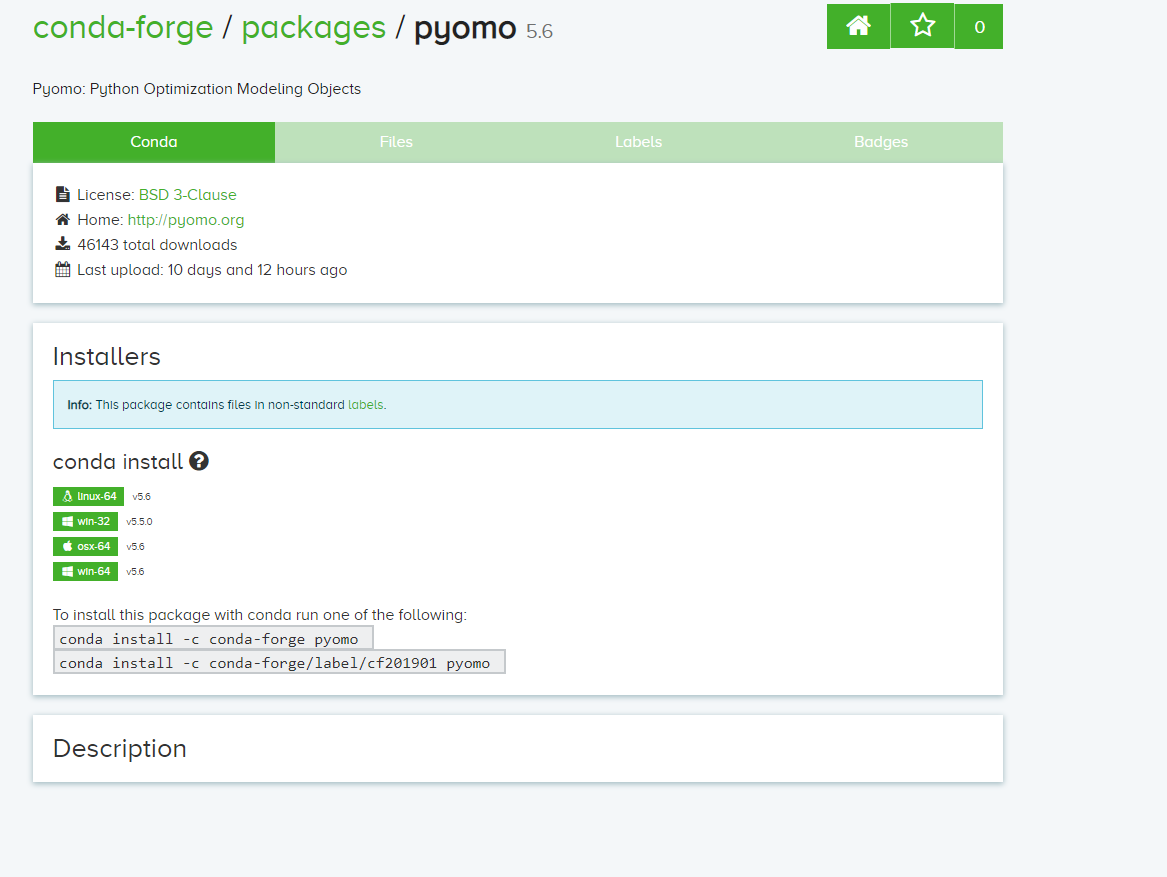 conda-forge / packages / pyomo 5.6
0
Pyomo: Python Optimization Modeling Objects
Conda Files Labels Badges
License: BSD 3-Clause
Home: http://pyomo.org
46143 total downloads
Last upload: 10 days and 12 hours ago
Installers
Info: This package contains files in non-standard labels.
conda install ?
linux-64 v5.6
win-32 v5.5.0
osx-64 v5.6
win-64 v5.6
To install this package with conda run one of the following:
conda install -c conda-forge pyomo
conda install -c conda-forge/label/cf201901 pyomo
Description